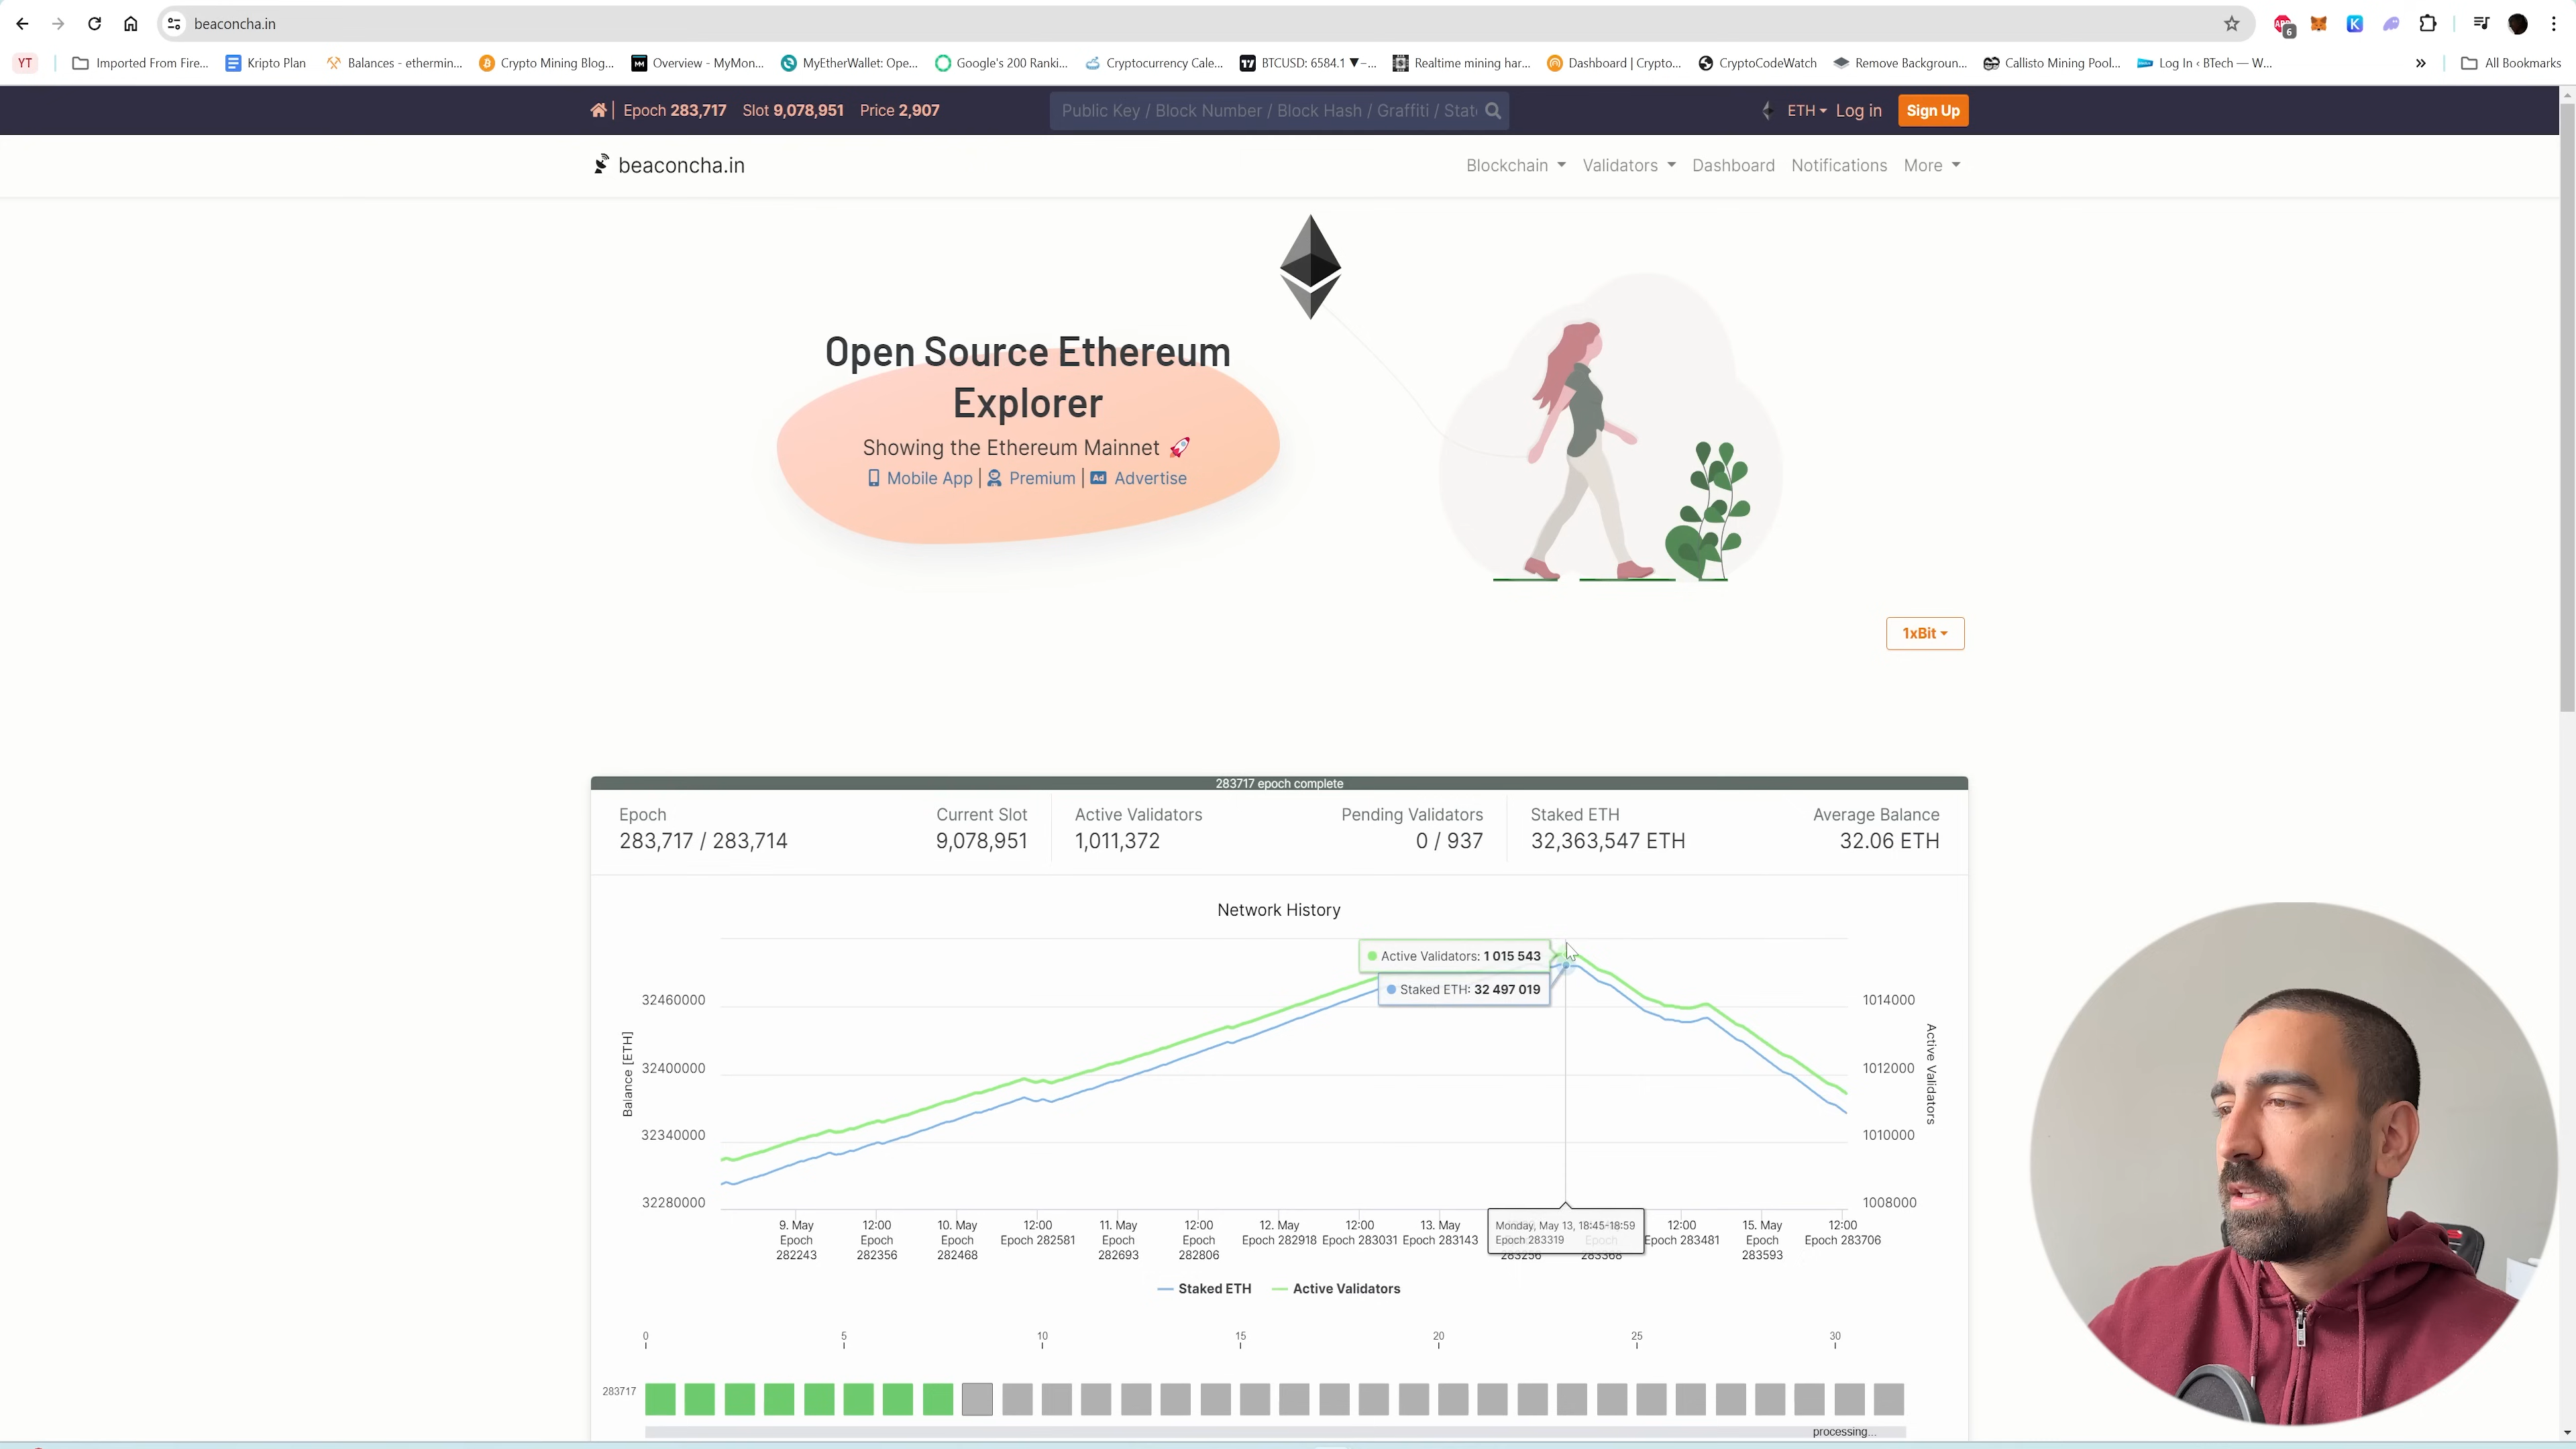 beaconcha.in
YT Imported From Fire... Kripto Plan Balances - ethermin... Crypto Mining Blog... Overview - MyMon... MyEtherWallet: Ope... Google's 200 Ranki... Cryptocurrency Cale... BTCUSD: 6584.1 ▼−... Realtime mining har... Dashboard | Crypto... CryptoCodeWatch Remove Backgroun... Callisto Mining Pool... Log In ‹ BTech — W... » All Bookmarks
Epoch 283,717 Slot 9,078,951 Price 2,907 Public Key / Block Number / Block Hash / Graffiti / State ETH Log in Sign Up
beaconcha.in Blockchain Validators Dashboard Notifications More
Open Source Ethereum
Explorer
Showing the Ethereum Mainnet 🚀
Mobile App | Premium | Ad Advertise
1xBit
283717 epoch complete
Epoch Current Slot Active Validators Pending Validators Staked ETH Average Balance
283,717 / 283,714 9,078,951 1,011,372 0 / 937 32,363,547 ETH 32.06 ETH
Network History
Active Validators: 1 015 543
Staked ETH: 32 497 019
32460000 1014000
32400000 1012000
32340000 1010000
32280000 1008000
Balance [ETH]
Active Validators
9. May 12:00 10. May 12:00 11. May 12:00 12. May 12:00 13. May Monday, May 13, 18:45-18:59 12:00 15. May 12:00
Epoch Epoch Epoch Epoch 282581 Epoch Epoch Epoch 282918 Epoch 283031 Epoch 283143 Epoch 283319 Epoch Epoch 283481 Epoch Epoch 283706
282243 282356 282468 282693 282806 283256 283368 283593
Staked ETH Active Validators
0 5 10 15 20 25 30
283717
processing...